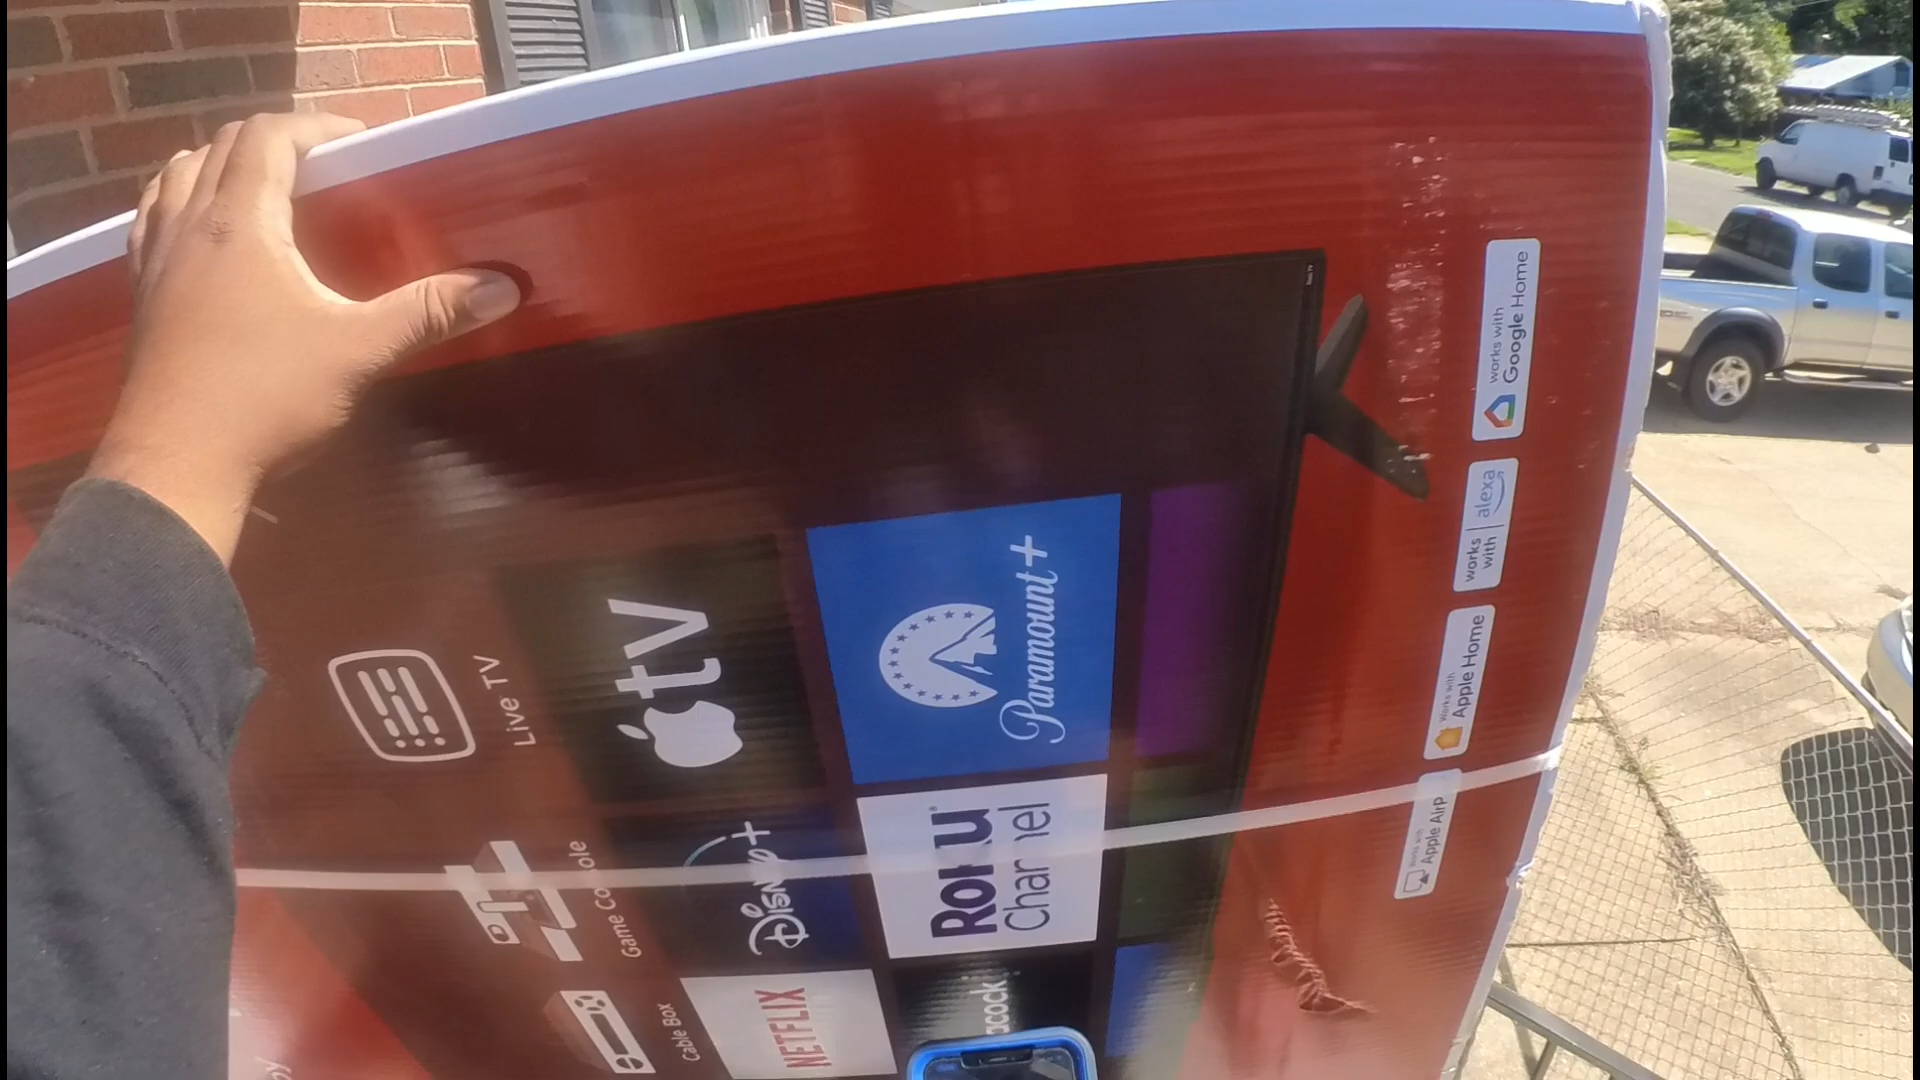 Live TV
tv
Paramount+
Game Console
Disney+
Roku
Channel
Cable Box
NETFLIX
works with
Google Home
works
with
alexa
Works with
Apple Home
Works with
Apple Airp